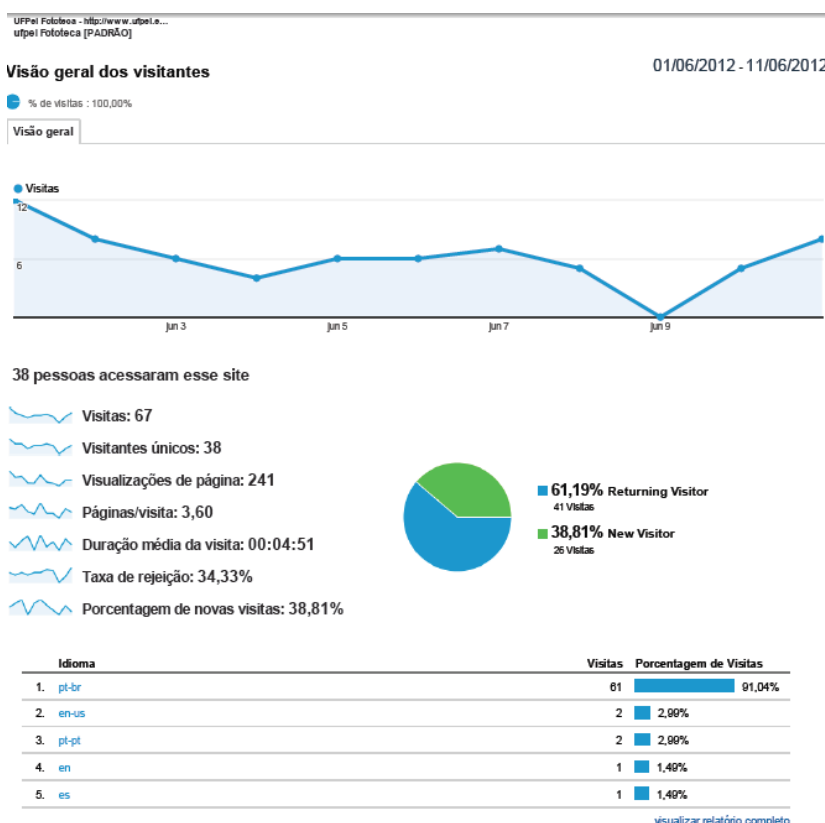 UFPel Fototeca - http://www.ufpel.e...
ufpel Fototeca [PADRÃO]
Visão geral dos visitantes
01/06/2012 - 11/06/2012
% de visitas : 100,00%
Visão geral
Visitas
12
6
jun 3 jun 5 jun 7 jun 9
38 pessoas acessaram esse site
Visitas: 67
Visitantes únicos: 38
Visualizações de página: 241
Páginas/visita: 3,60
Duração média da visita: 00:04:51
Taxa de rejeição: 34,33%
Porcentagem de novas visitas: 38,81%
61,19% Returning Visitor
41 Visitas
38,81% New Visitor
26 Visitas
Idioma Visitas Porcentagem de Visitas
1. pt-br 61 91,04%
2. en-us 2 2,99%
3. pt-pt 2 2,99%
4. en 1 1,49%
5. es 1 1,49%
visualizar relatório completo